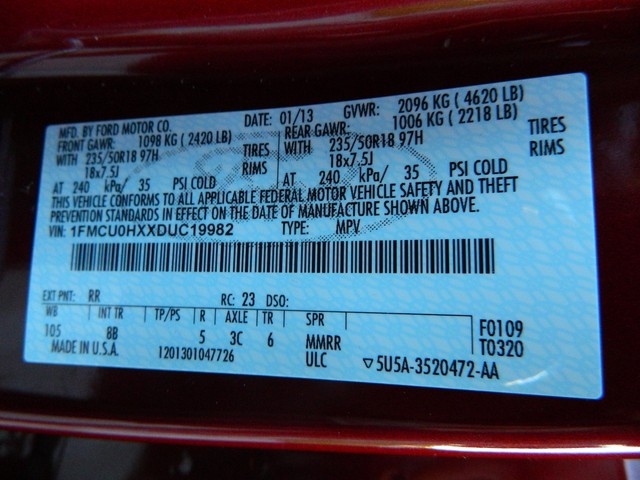 MFD. BY FORD MOTOR CO. DATE: 01/13 GVWR: 2096 KG ( 4620 LB)
FRONT GAWR: 1098 KG ( 2420 LB) REAR GAWR: 1006 KG ( 2218 LB)
WITH 235/50R18 97H TIRES WITH 235/50R18 97H TIRES
18x7.5J RIMS 18x7.5J RIMS
AT 240 kPa/ 35 PSI COLD AT 240 kPa/ 35 PSI COLD
THIS VEHICLE CONFORMS TO ALL APPLICABLE FEDERAL MOTOR VEHICLE SAFETY AND THEFT
PREVENTION STANDARDS IN EFFECT ON THE DATE OF MANUFACTURE SHOWN ABOVE.
VIN: 1FMCU0HXXDUC19982 TYPE: MPV
EXT PNT: RR RC: 23 DSO:
WB INT TR TP/PS R AXLE TR SPR F0109
105 8B 5 3C 6 MMRR T0320
MADE IN U.S.A. 1201301047726 ULC ▽5U5A-3520472-AA